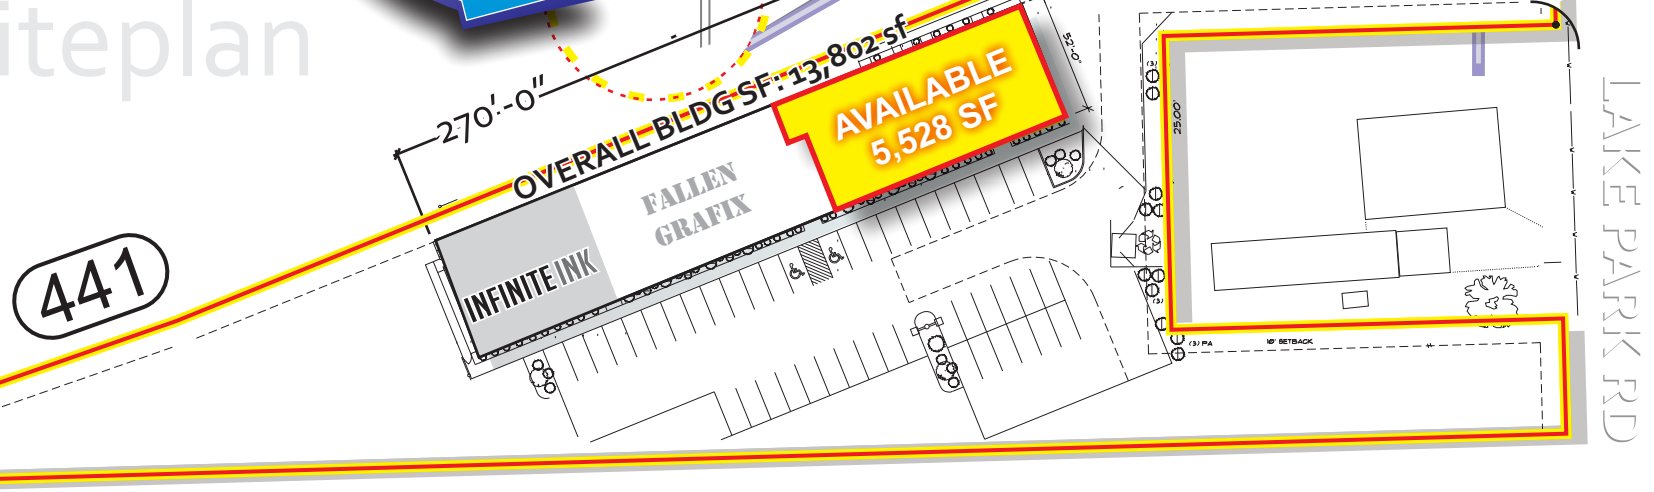 iteplan
270'-0"
OVERALL BLDG SF: 13,802 sf
52'-0"
AVAILABLE
5,528 SF
FALLEN
GRAFIX
INFINITE INK
441
(3)
25.00'
(3)
(3) PA
10' SETBACK
LAKE PARK RD